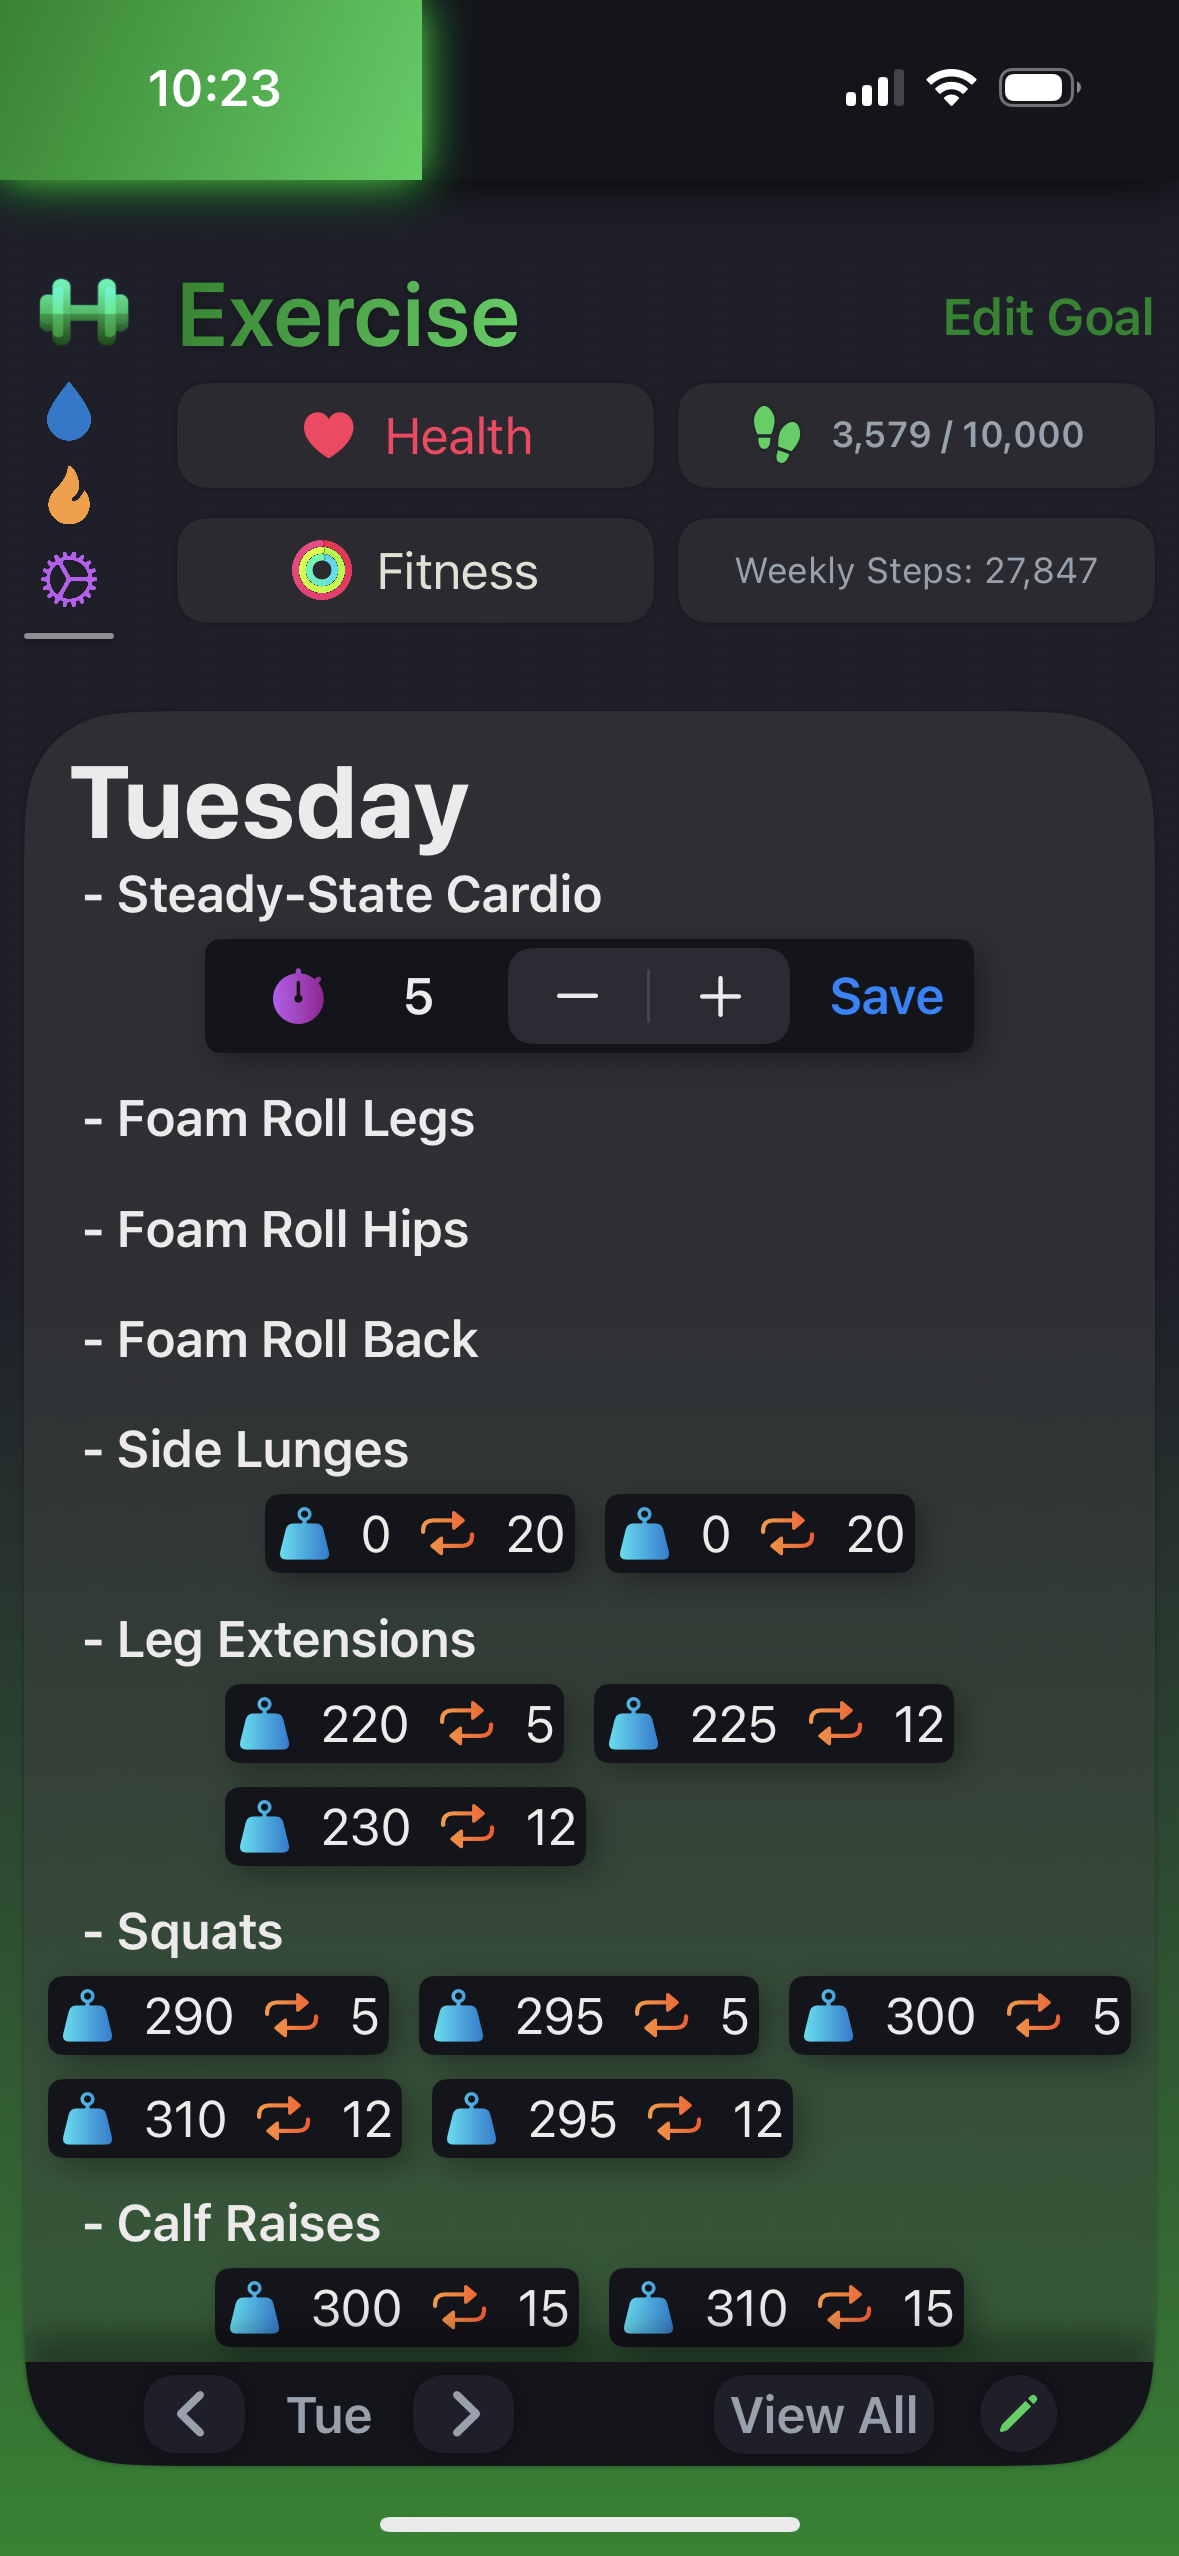 10:23
Exercise
Edit Goal
Health
3,579 / 10,000
Fitness
Weekly Steps: 27,847
Tuesday
- Steady-State Cardio
5
Save
- Foam Roll Legs
- Foam Roll Hips
- Foam Roll Back
- Side Lunges
0 20 0 20
- Leg Extensions
220 5 225 12
230 12
- Squats
290 5 295 5 300 5
310 12 295 12
- Calf Raises
300 15 310 15
Tue
View All